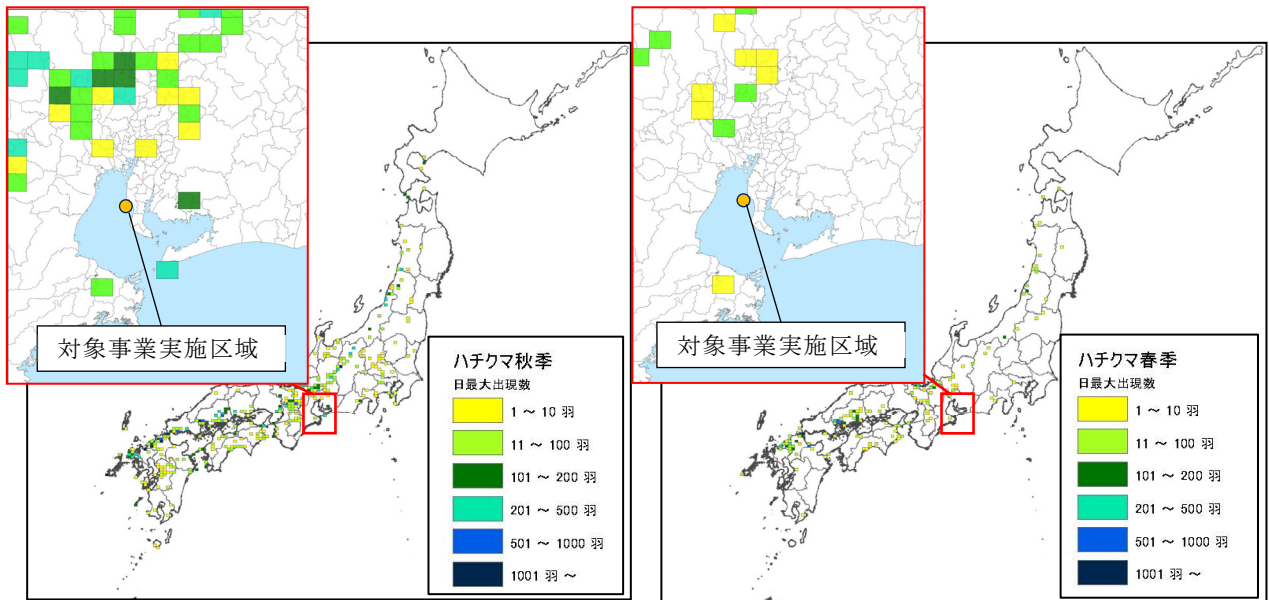 対象事業実施区域
ハチクマ秋季
日最大出現数
1 ～ 10 羽
11 ～ 100 羽
101 ～ 200 羽
201 ～ 500 羽
501 ～ 1000 羽
1001 羽 ～
対象事業実施区域
ハチクマ春季
日最大出現数
1 ～ 10 羽
11 ～ 100 羽
101 ～ 200 羽
201 ～ 500 羽
501 ～ 1000 羽
1001 羽 ～